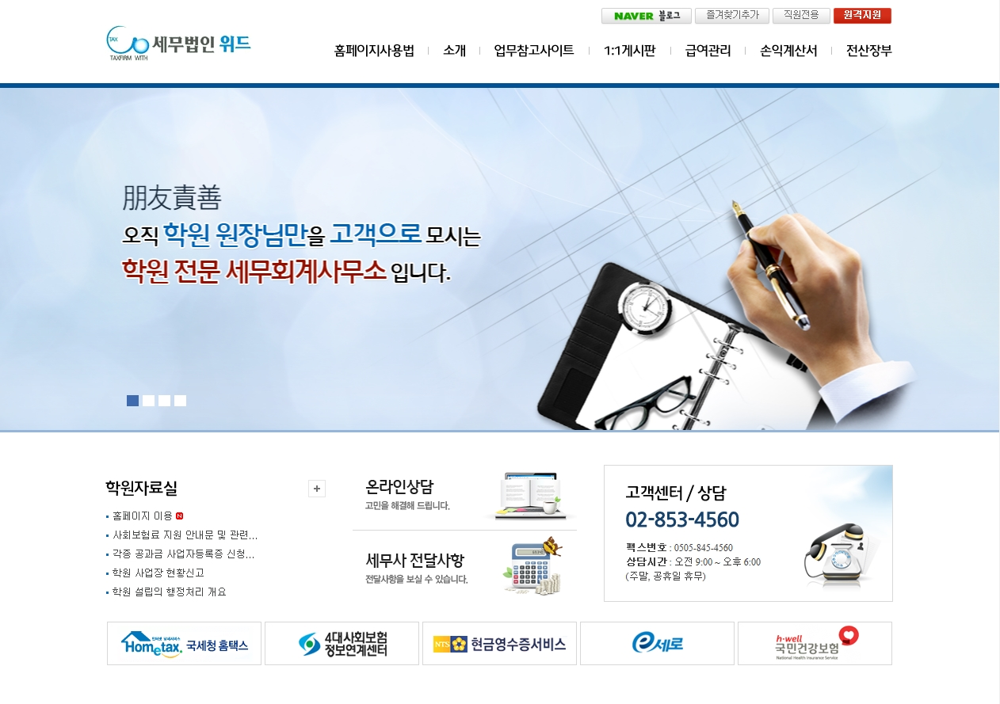 NAVER 블로그
즐겨찾기추가
직원전용
원격지원
TAX
세무법인 위드
TAXFIRM WITH
홈페이지사용법
소개
업무참고사이트
1:1게시판
급여관리
손익계산서
전산장부
朋友責善
오직 학원 원장님만을 고객으로 모시는
학원 전문 세무회계사무소 입니다.
학원자료실
홈페이지 이용 N
사회보험료 지원 안내문 및 관련...
각종 공과금 사업자등록증 신청...
학원 사업장 현황신고
학원 설립의 행정처리 개요
온라인상담
고민을 해결해 드립니다.
세무사 전달사항
전달사항을 보실 수 있습니다.
고객센터 / 상담
02-853-4560
팩스번호 : 0505-845-4560
상담시간 : 오전 9:00 ~ 오후 6:00
(주말, 공휴일 휴무)
인터넷 납세서비스
Hometax. 국세청 홈택스
4대사회보험
정보연계센터
NTS 현금영수증서비스
e세로
h·well
국민건강보험
National Health Insurance Service